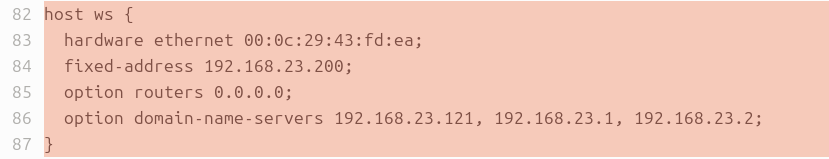 82 host ws {
83   hardware ethernet 00:0c:29:43:fd:ea;
84   fixed-address 192.168.23.200;
85   option routers 0.0.0.0;
86   option domain-name-servers 192.168.23.121, 192.168.23.1, 192.168.23.2;
87 }